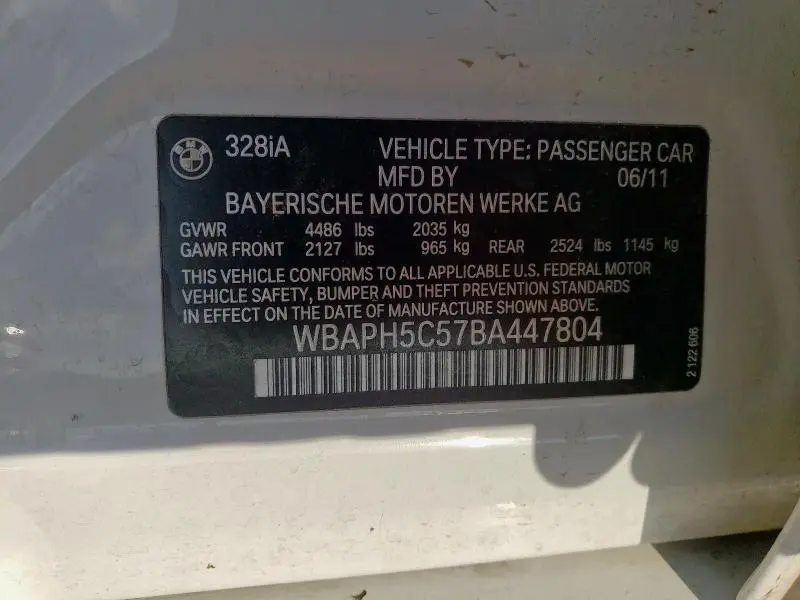 BMW 328iA VEHICLE TYPE: PASSENGER CAR
MFD BY 06/11
BAYERISCHE MOTOREN WERKE AG
GVWR 4486 lbs 2035 kg
GAWR FRONT 2127 lbs 965 kg REAR 2524 lbs 1145 kg
THIS VEHICLE CONFORMS TO ALL APPLICABLE U.S. FEDERAL MOTOR
VEHICLE SAFETY, BUMPER AND THEFT PREVENTION STANDARDS
IN EFFECT ON THE DATE OF MANUFACTURE SHOWN ABOVE.
WBAPH5C57BA447804
2 122 606